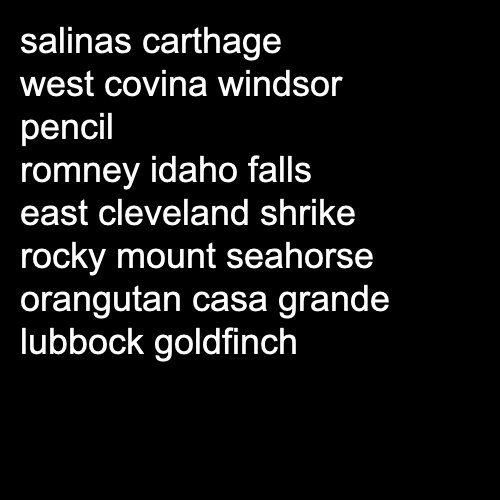 salinas carthage
west covina windsor
pencil
romney idaho falls
east cleveland shrike
rocky mount seahorse
orangutan casa grande
lubbock goldfinch